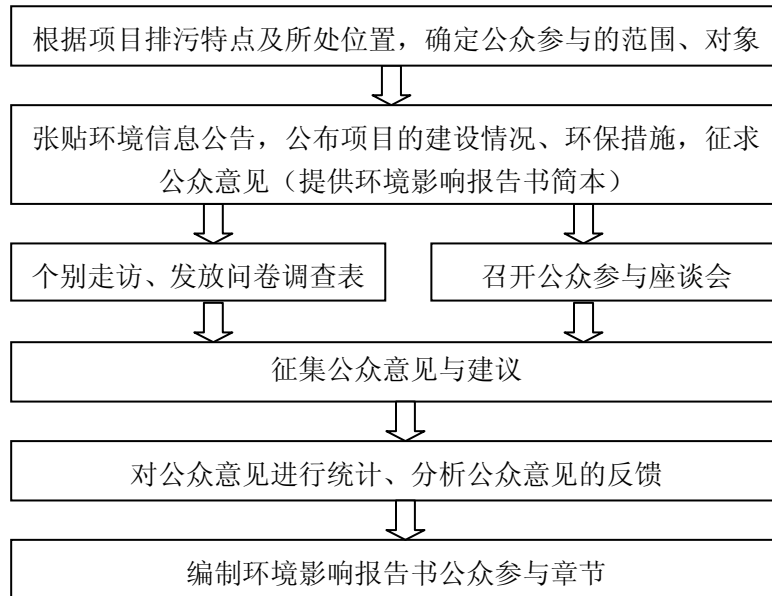 根据项目排污特点及所处位置，确定公众参与的范围、对象
张贴环境信息公告，公布项目的建设情况、环保措施，征求
公众意见（提供环境影响报告书简本）
个别走访、发放问卷调查表
召开公众参与座谈会
征集公众意见与建议
对公众意见进行统计、分析公众意见的反馈
编制环境影响报告书公众参与章节